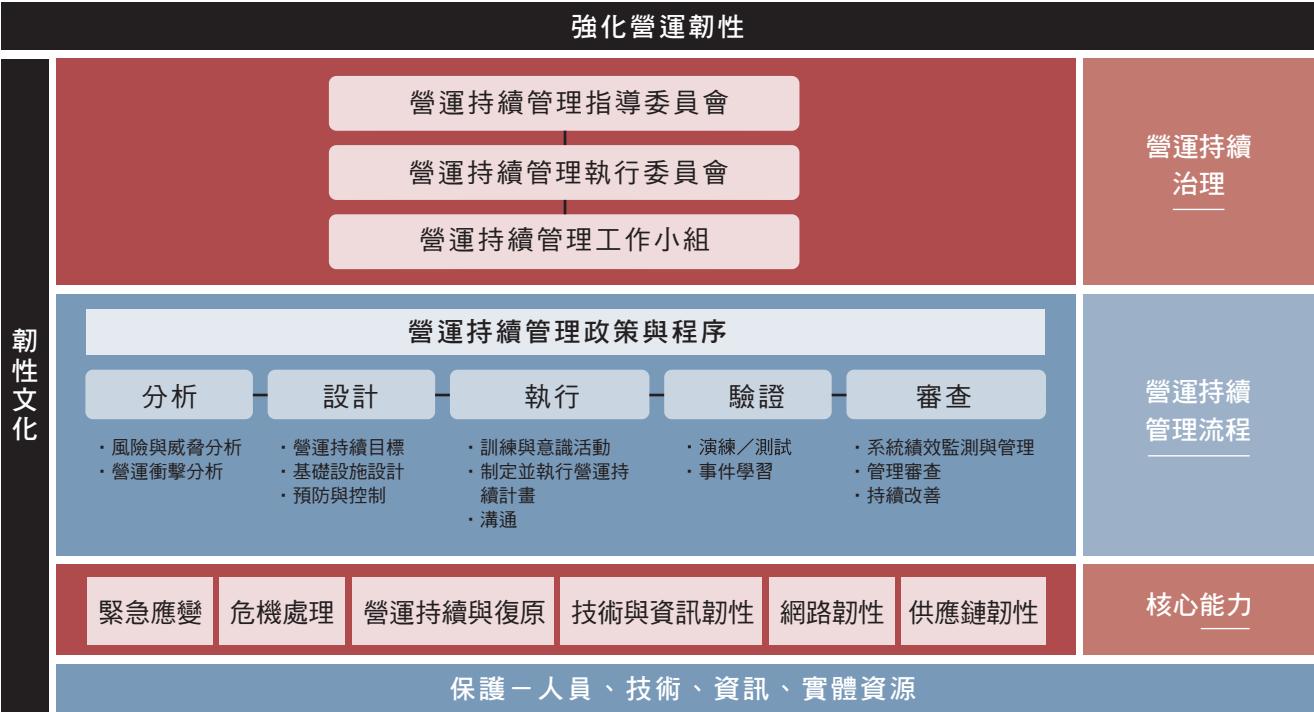 強化營運韌性
韌性文化
營運持續管理指導委員會
營運持續管理執行委員會
營運持續管理工作小組
營運持續
治理
營運持續管理政策與程序
分析
・風險與威脅分析
・營運衝擊分析
設計
・營運持續目標
・基礎設施設計
・預防與控制
執行
・訓練與意識活動
・制定並執行營運持
續計畫
・溝通
驗證
・演練／測試
・事件學習
審查
・系統績效監測與管理
・管理審查
・持續改善
營運持續
管理流程
緊急應變
危機處理
營運持續與復原
技術與資訊韌性
網路韌性
供應鏈韌性
核心能力
保護－人員、技術、資訊、實體資源